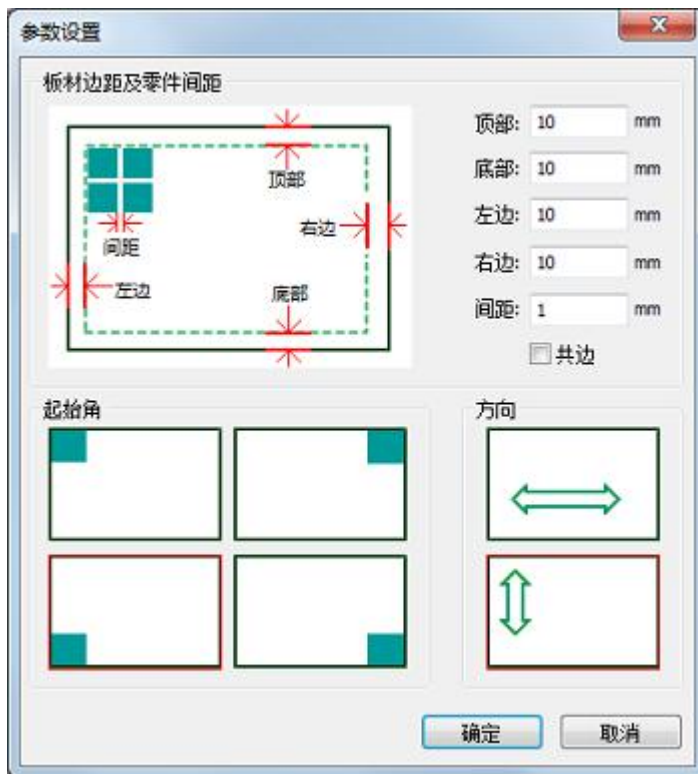 参数设置
板材边距及零件间距
顶部
右边
间距
左边
底部
顶部: 10 mm
底部: 10 mm
左边: 10 mm
右边: 10 mm
间距: 1 mm
共边
起始角
方向
确定
取消